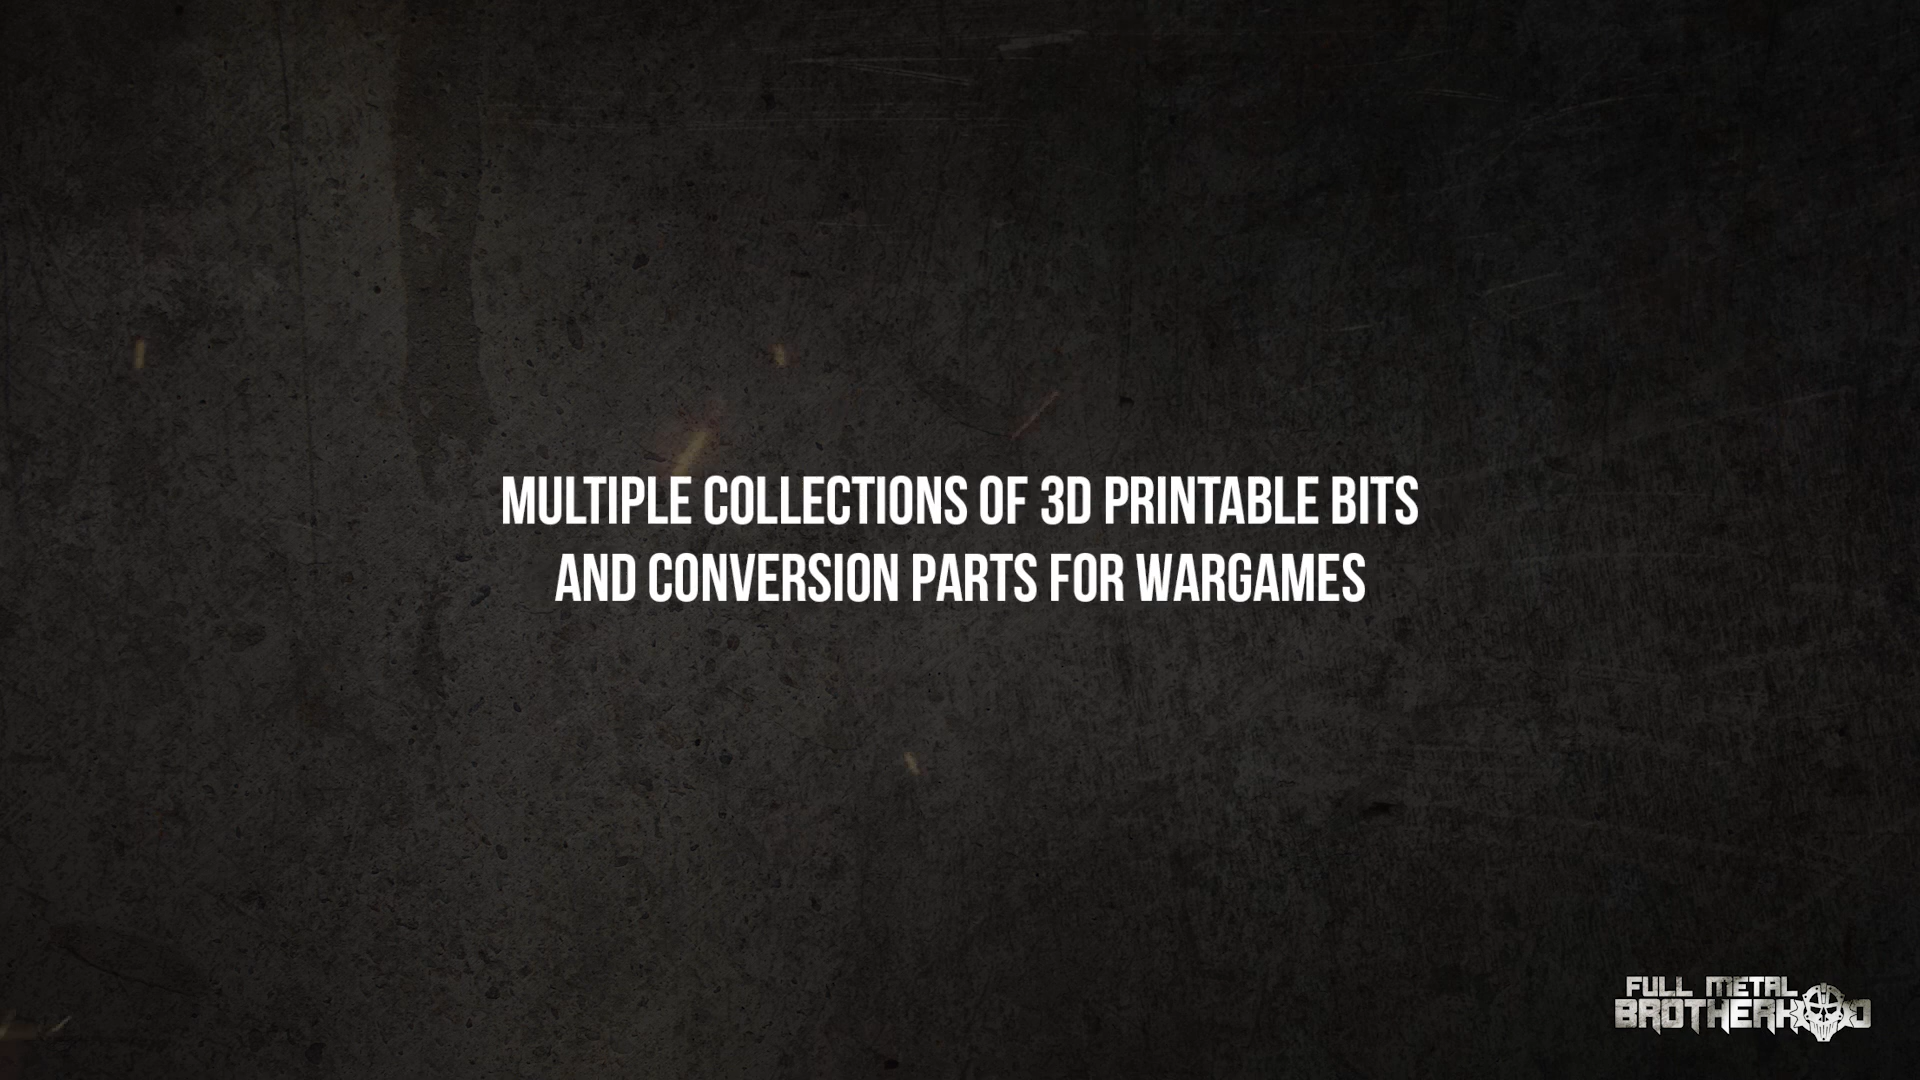 MULTIPLE COLLECTIONS OF 3D PRINTABLE BITS
AND CONVERSION PARTS FOR WARGAMES
FULL METAL
BROTHERHOOD